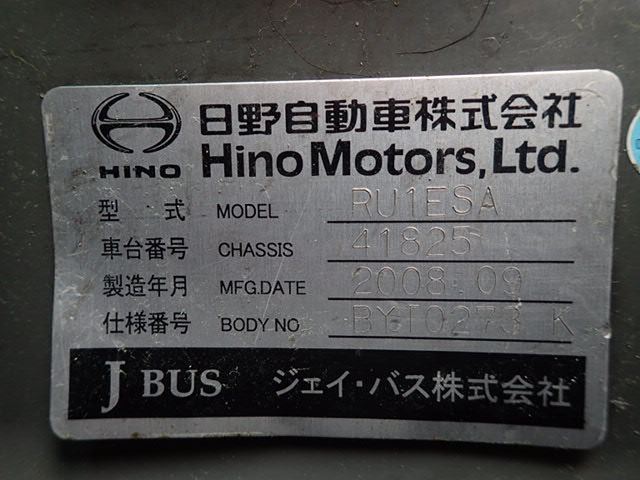 日野自動車株式会社
HINO Hino Motors, Ltd.
型 式 MODEL RU1ESA
車台番号 CHASSIS 41825
製造年月 MFG.DATE 2008-09
仕様番号 BODY NO BYT0273 K
J BUS ジェイ・バス株式会社